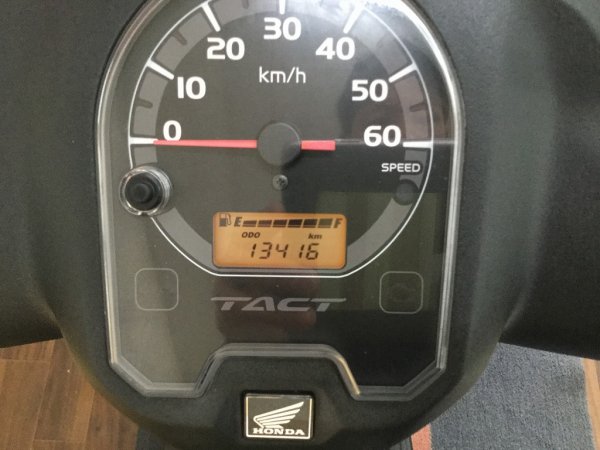 30
20
40
km/h
10
50
0
60
SPEED
E F
ODO km
13416
TACT
HONDA